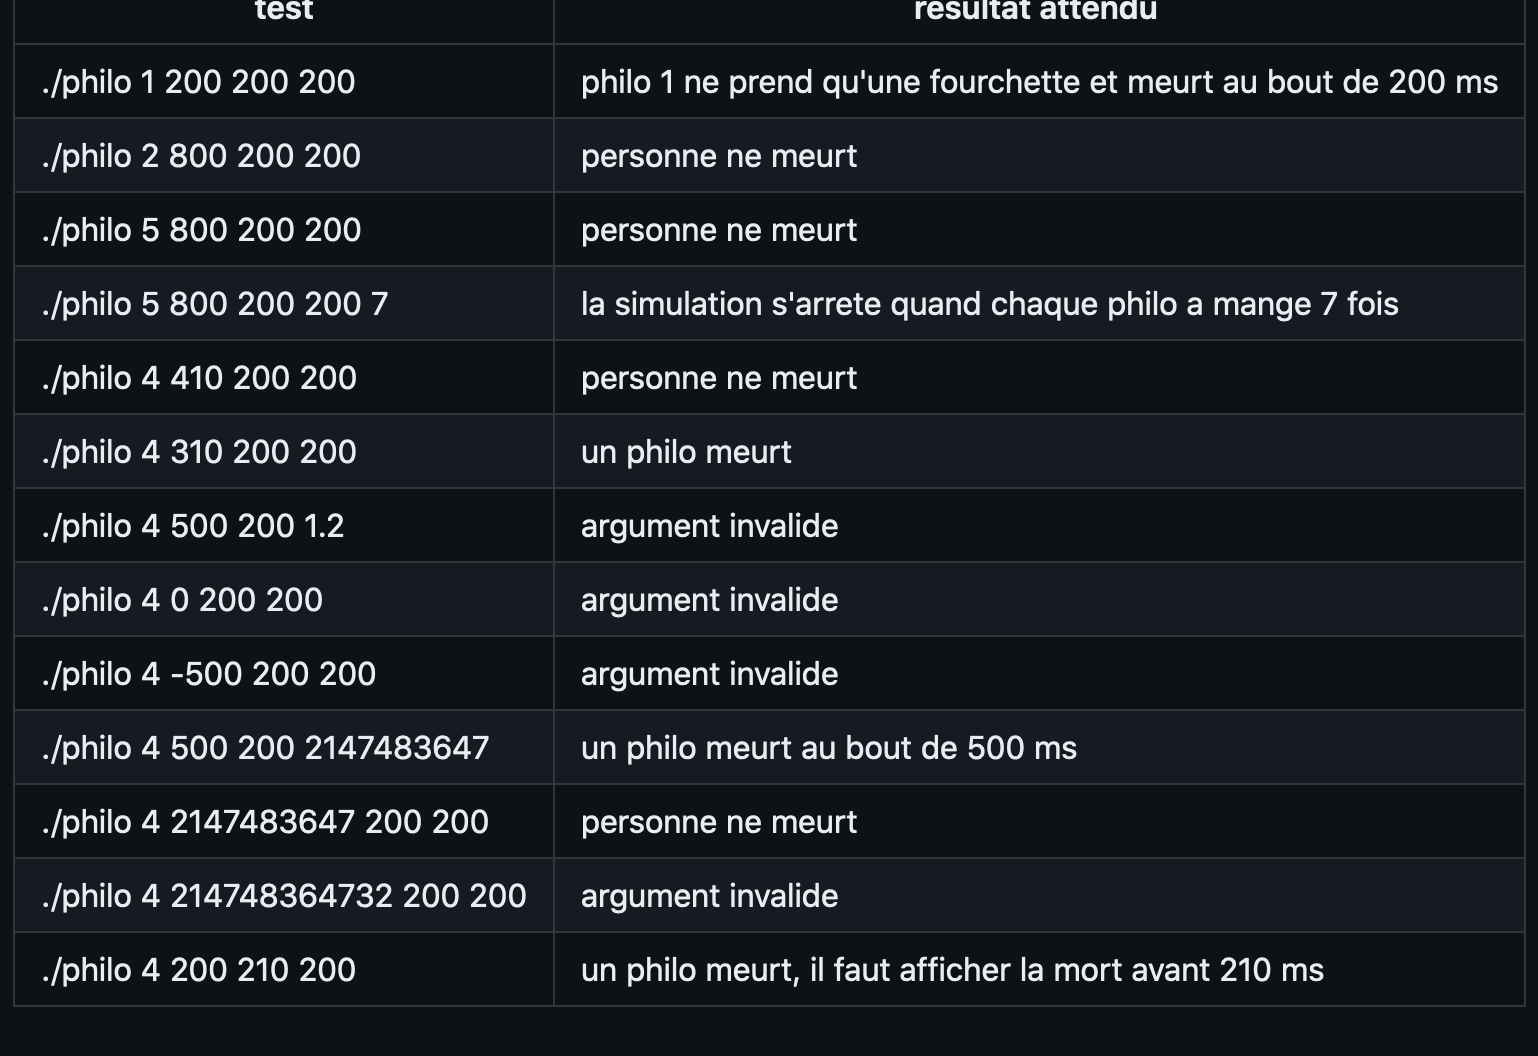 test résultat attendu
./philo 1 200 200 200 philo 1 ne prend qu'une fourchette et meurt au bout de 200 ms
./philo 2 800 200 200 personne ne meurt
./philo 5 800 200 200 personne ne meurt
./philo 5 800 200 200 7 la simulation s'arrete quand chaque philo a mange 7 fois
./philo 4 410 200 200 personne ne meurt
./philo 4 310 200 200 un philo meurt
./philo 4 500 200 1.2 argument invalide
./philo 4 0 200 200 argument invalide
./philo 4 -500 200 200 argument invalide
./philo 4 500 200 2147483647 un philo meurt au bout de 500 ms
./philo 4 2147483647 200 200 personne ne meurt
./philo 4 214748364732 200 200 argument invalide
./philo 4 200 210 200 un philo meurt, il faut afficher la mort avant 210 ms